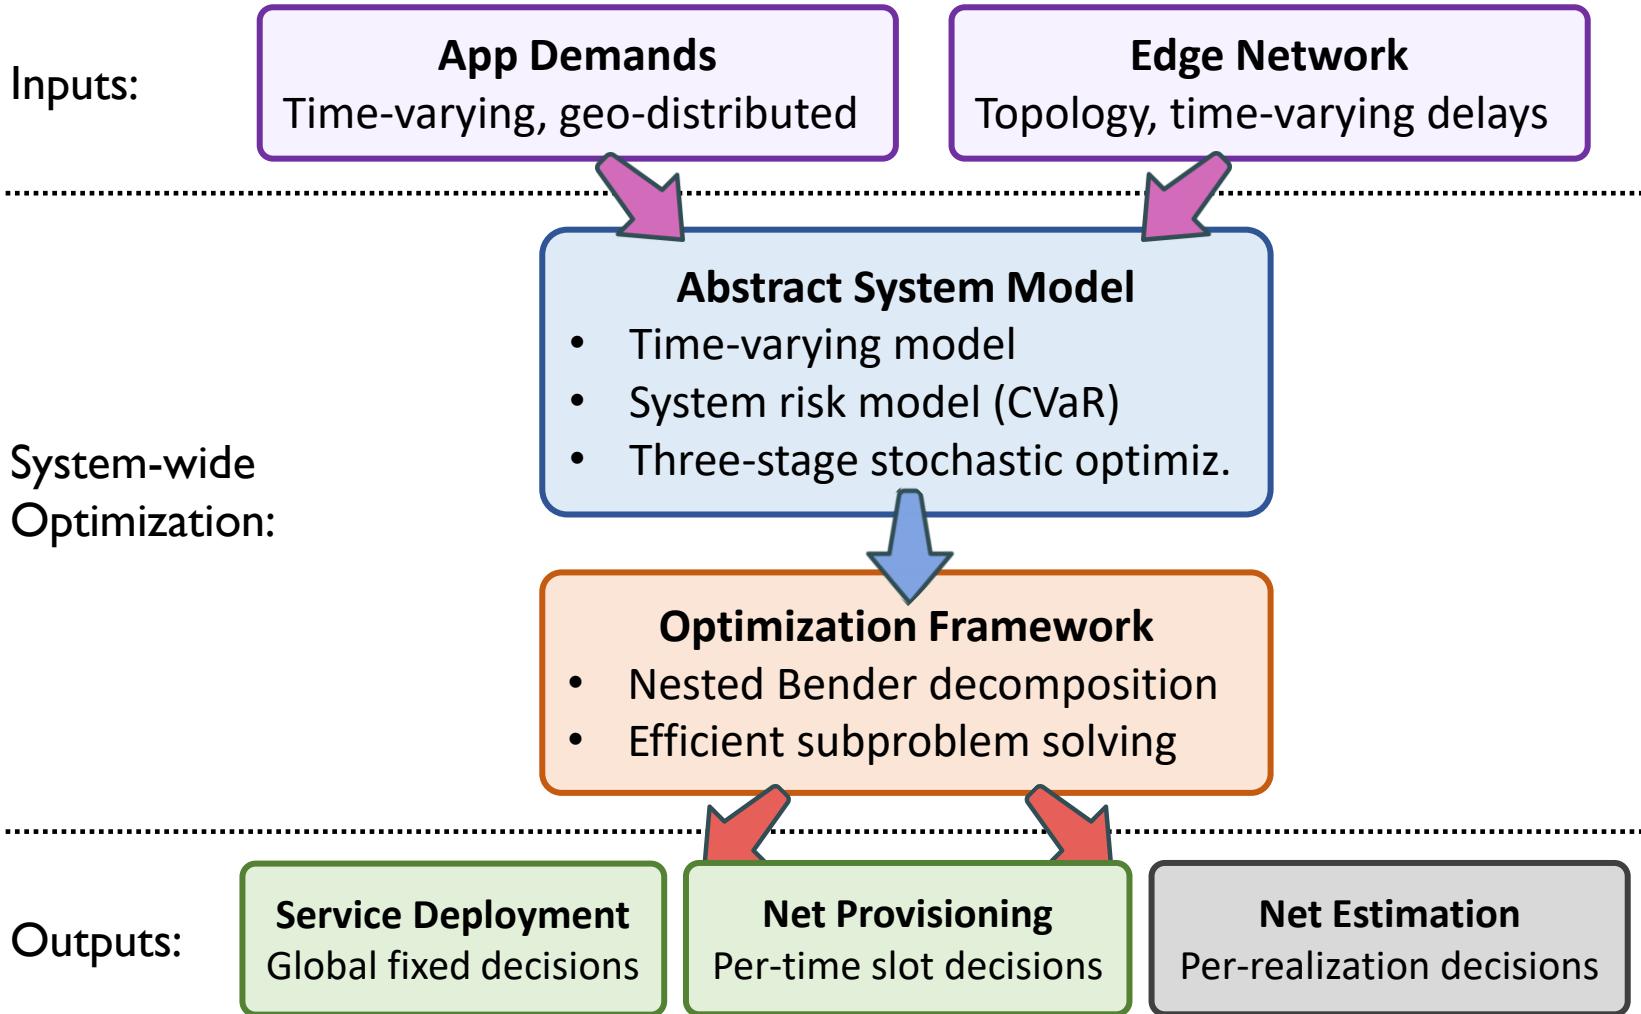 Inputs:
App Demands
Time-varying, geo-distributed
Edge Network
Topology, time-varying delays
System-wide
Optimization:
Abstract System Model
• Time-varying model
• System risk model (CVaR)
• Three-stage stochastic optimiz.
Optimization Framework
• Nested Bender decomposition
• Efficient subproblem solving
Outputs:
Service Deployment
Global fixed decisions
Net Provisioning
Per-time slot decisions
Net Estimation
Per-realization decisions